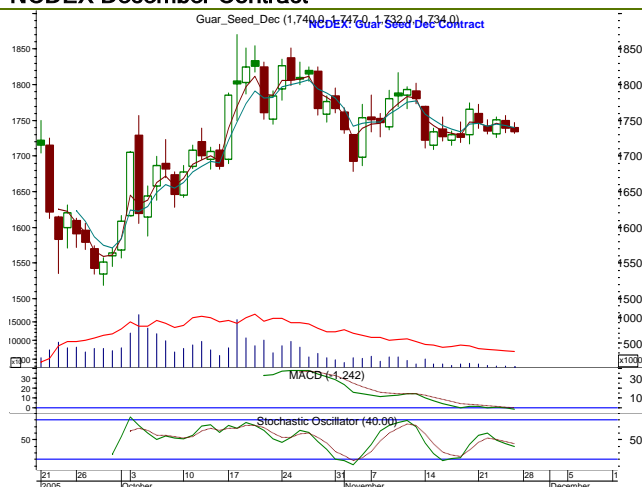 NCDEX December Contract
Guar_Seed_Dec (1,740.0, 1,747.0, 1,732.0, 1,734.0)
NCDEX: Guar Seed Dec Contract
1850 1850
1800 1800
1750 1750
1700 1700
1650 1650
1600 1600
1550 1550
1500 1500
15000 1000
10000
5000 500
x10 x1000
MACD (-1.242)
30 30
20
10 10
0 0
Stochastic Oscillator (40.00)
50 50
21 26 3 10 17 24 31 7 14 21 28 5 1
2005 October November December